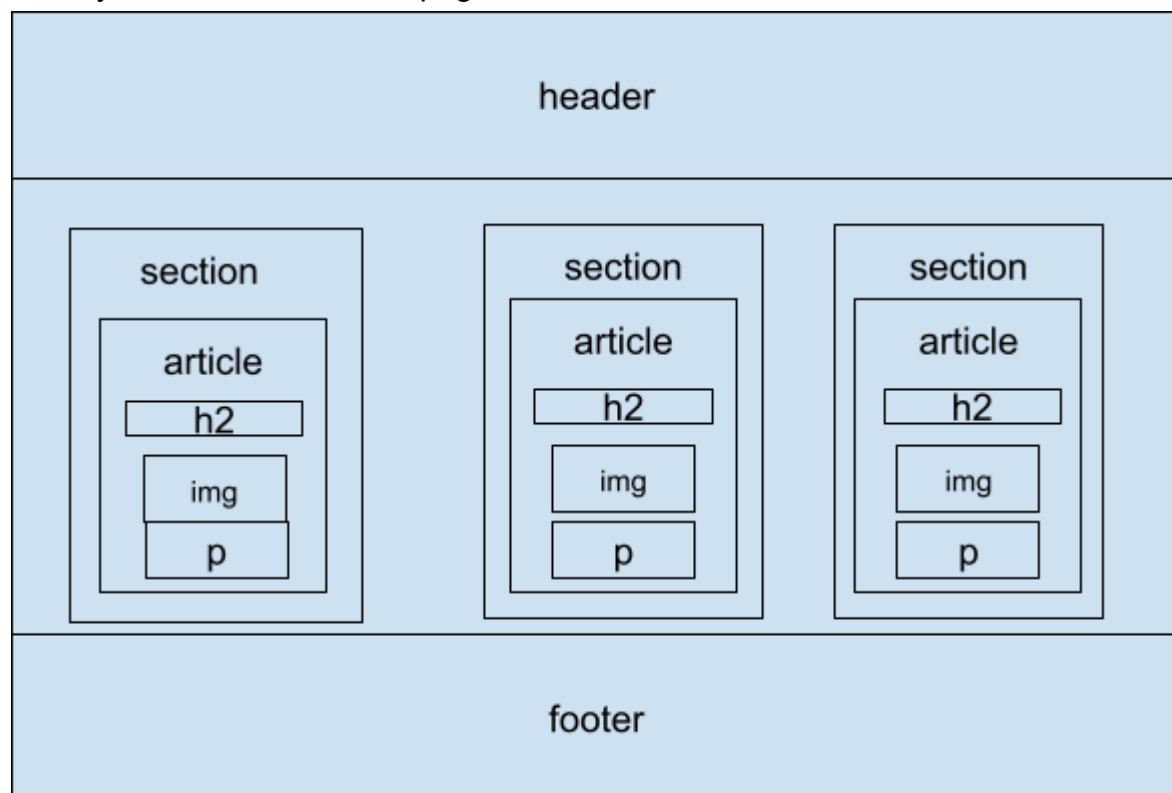 header
section
article
h2
img
p
section
article
h2
img
p
section
article
h2
img
p
footer